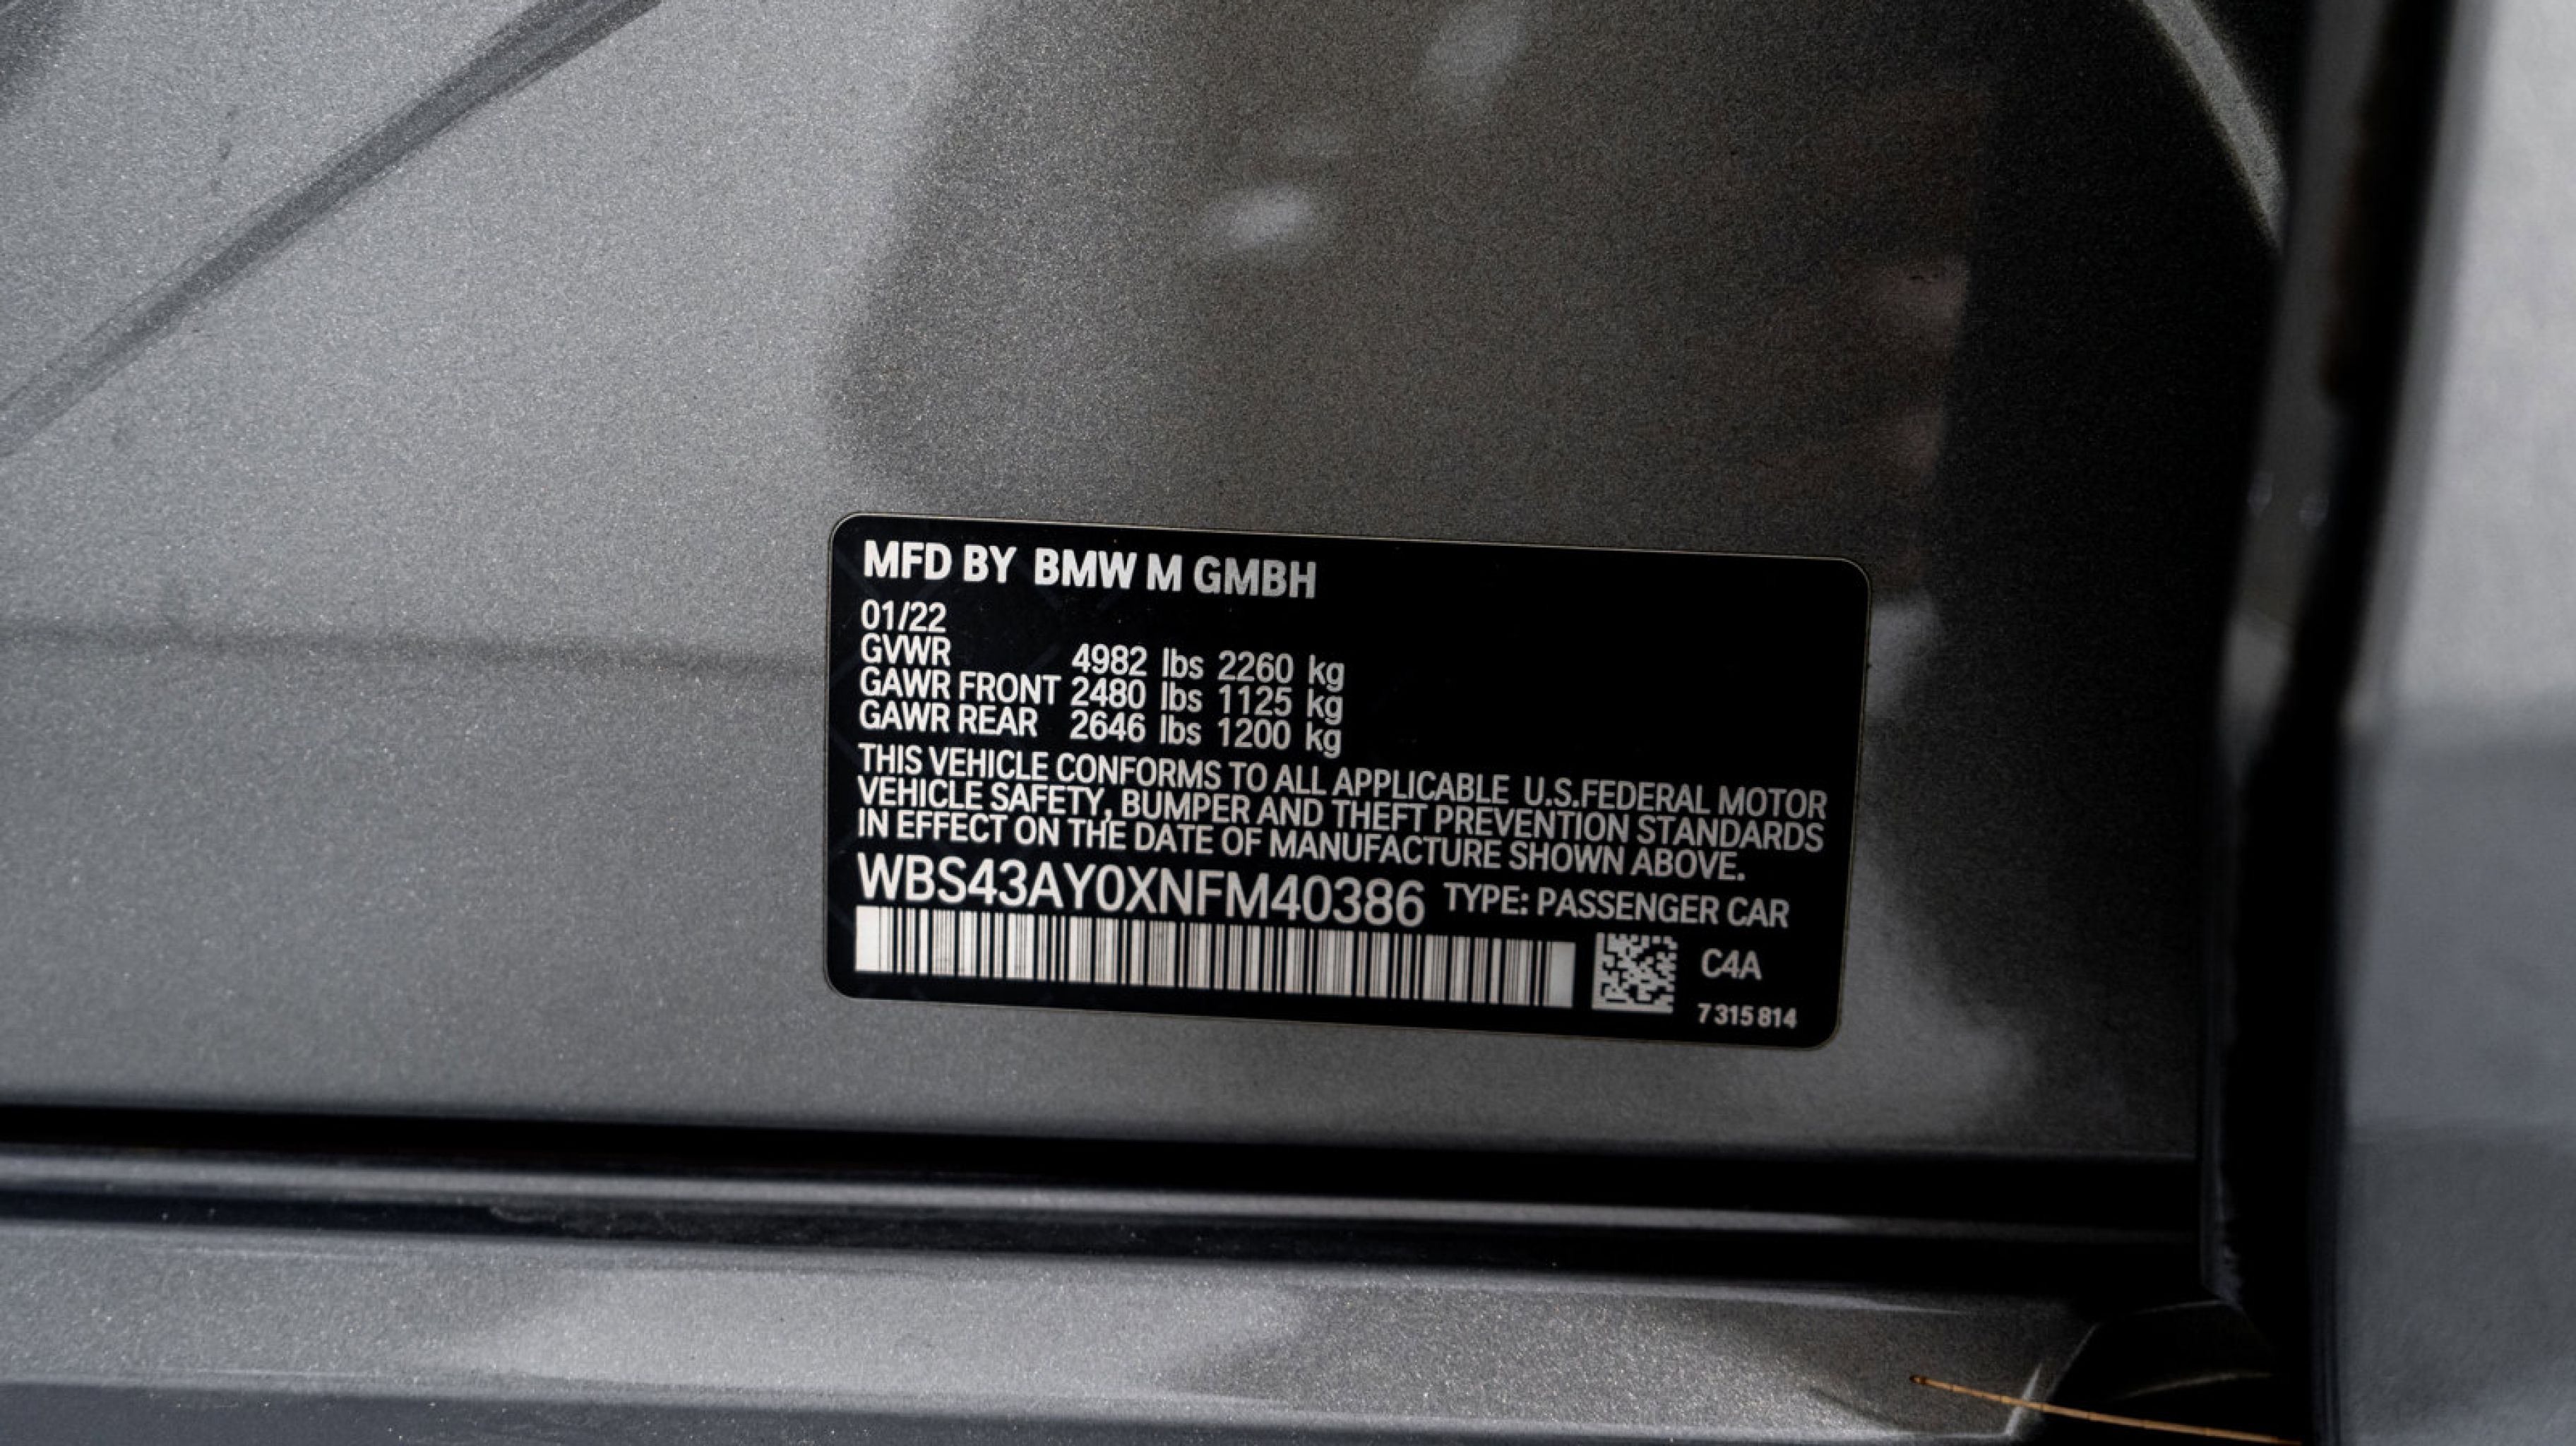 MFD BY BMW M GMBH
01/22
GVWR 4982 lbs 2260 kg
GAWR FRONT 2480 lbs 1125 kg
GAWR REAR 2646 lbs 1200 kg
THIS VEHICLE CONFORMS TO ALL APPLICABLE U.S.FEDERAL MOTOR
VEHICLE SAFETY, BUMPER AND THEFT PREVENTION STANDARDS
IN EFFECT ON THE DATE OF MANUFACTURE SHOWN ABOVE.
WBS43AY0XNFM40386 TYPE: PASSENGER CAR
C4A
7 315 814